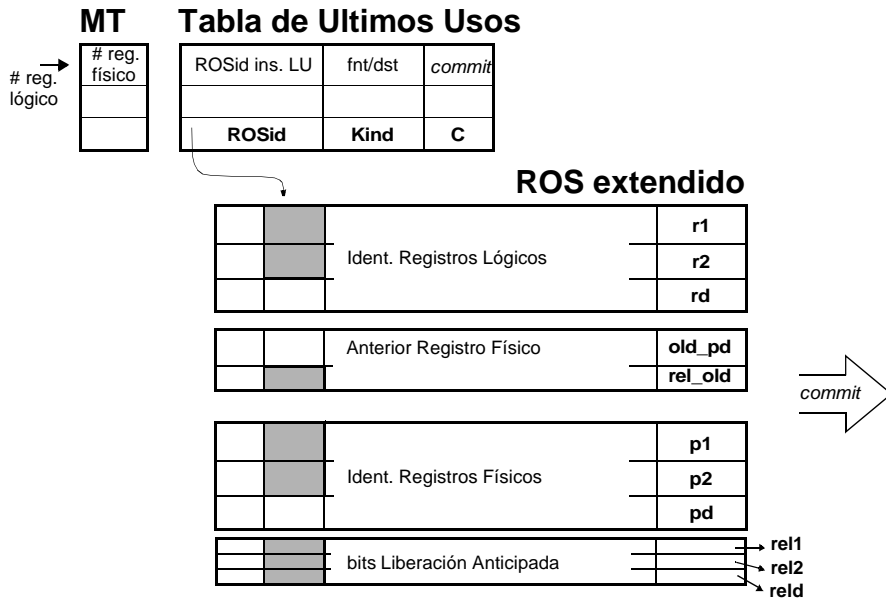 MT
Tabla de Ultimos Usos
# reg.
lógico
# reg.
físico
ROSid ins. LU
fnt/dst
commit
ROSid
Kind
C
ROS extendido
Ident. Registros Lógicos
r1
r2
rd
Anterior Registro Físico
old_pd
rel_old
commit
Ident. Registros Físicos
p1
p2
pd
bits Liberación Anticipada
rel1
rel2
reld